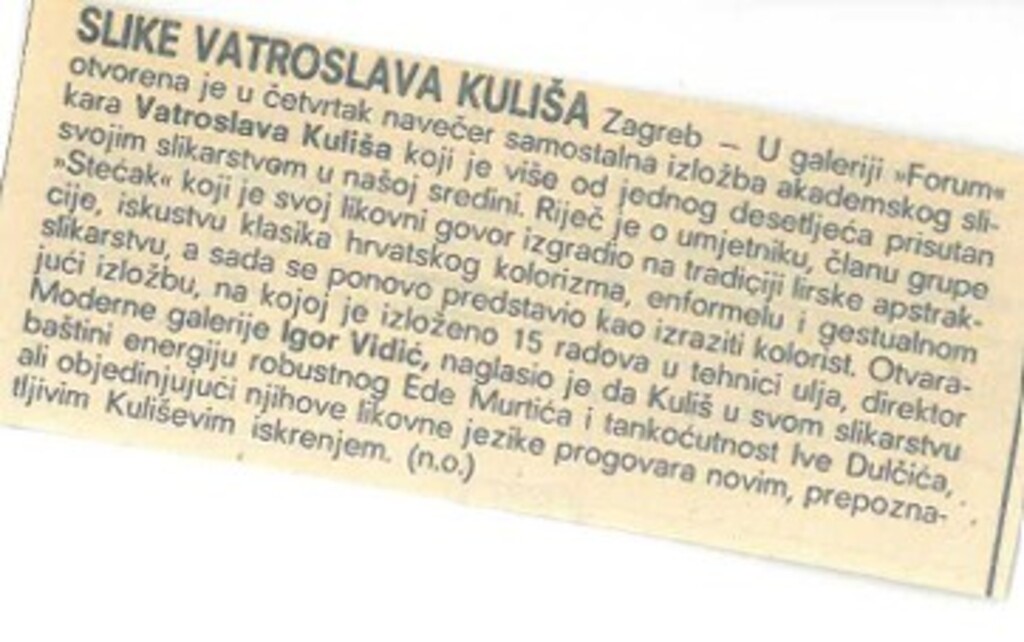 SLIKE VATROSLAVA KULIŠA Zagreb – U galeriji »Forum«
otvorena je u četvrtak navečer samostalna izložba akademskog sli-
kara Vatroslava Kuliša koji je više od jednog desetljeća prisutan
svojim slikarstvom u našoj sredini. Riječ je o umjetniku, članu grupe
»Stećak« koji je svoj likovni govor izgradio na tradiciji lirske apstrak-
cije, iskustvu klasika hrvatskog kolorizma, enformelu i gestualnom
slikarstvu, a sada se ponovo predstavio kao izraziti kolorist. Otvara-
jući izložbu, na kojoj je izloženo 15 radova u tehnici ulja, direktor
Moderne galerije Igor Vidić, naglasio je da Kuliš u svom slikarstvu
baštini energiju robustnog Ede Murtića i tankoćutnost Ive Dulčića,
ali objedinjujući njihove likovne jezike progovara novim, prepozna-
tljivim Kuliševim iskrenjem. (n.o.)